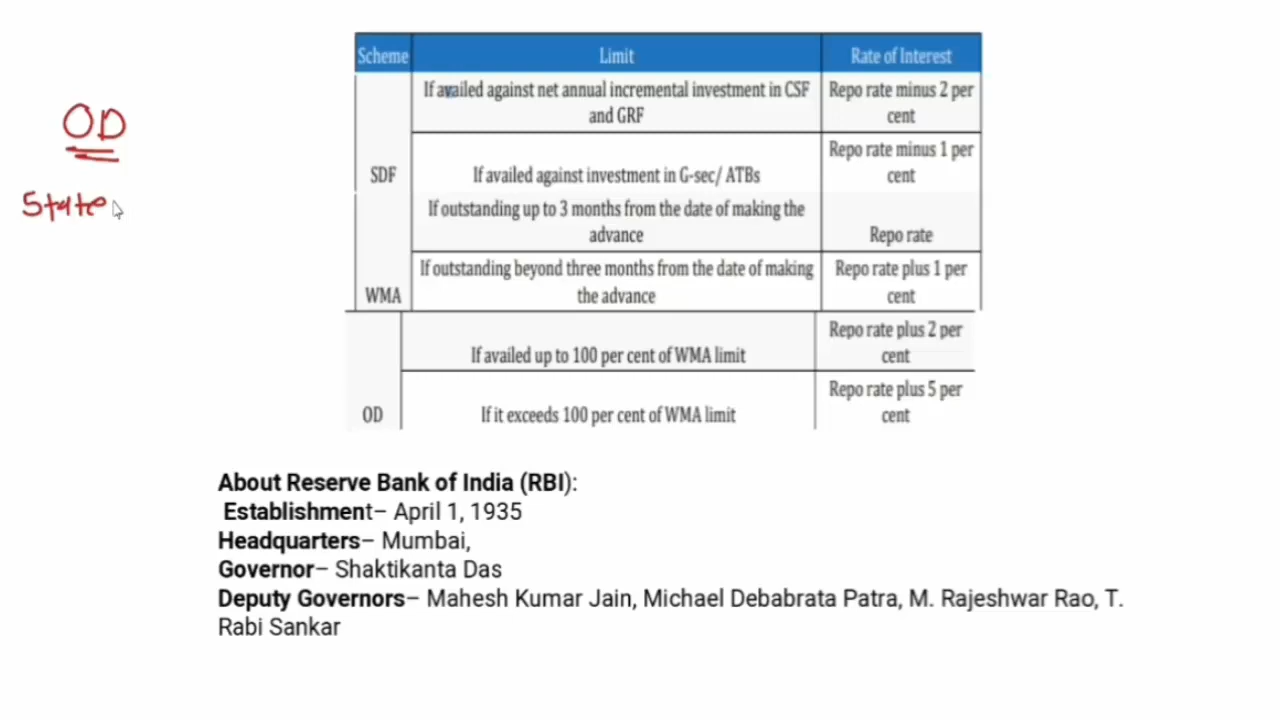 Scheme Limit Rate of Interest
If availed against net annual incremental investment in CSF Repo rate minus 2 per
and GRF cent
OD
Repo rate minus 1 per
SDF If availed against investment in G-sec/ ATBs cent
State
If outstanding up to 3 months from the date of making the
advance Repo rate
If outstanding beyond three months from the date of making Repo rate plus 1 per
WMA the advance cent
Repo rate plus 2 per
If availed up to 100 per cent of WMA limit cent
Repo rate plus 5 per
OD If it exceeds 100 per cent of WMA limit cent
About Reserve Bank of India (RBI):
Establishment– April 1, 1935
Headquarters– Mumbai,
Governor– Shaktikanta Das
Deputy Governors– Mahesh Kumar Jain, Michael Debabrata Patra, M. Rajeshwar Rao, T.
Rabi Sankar